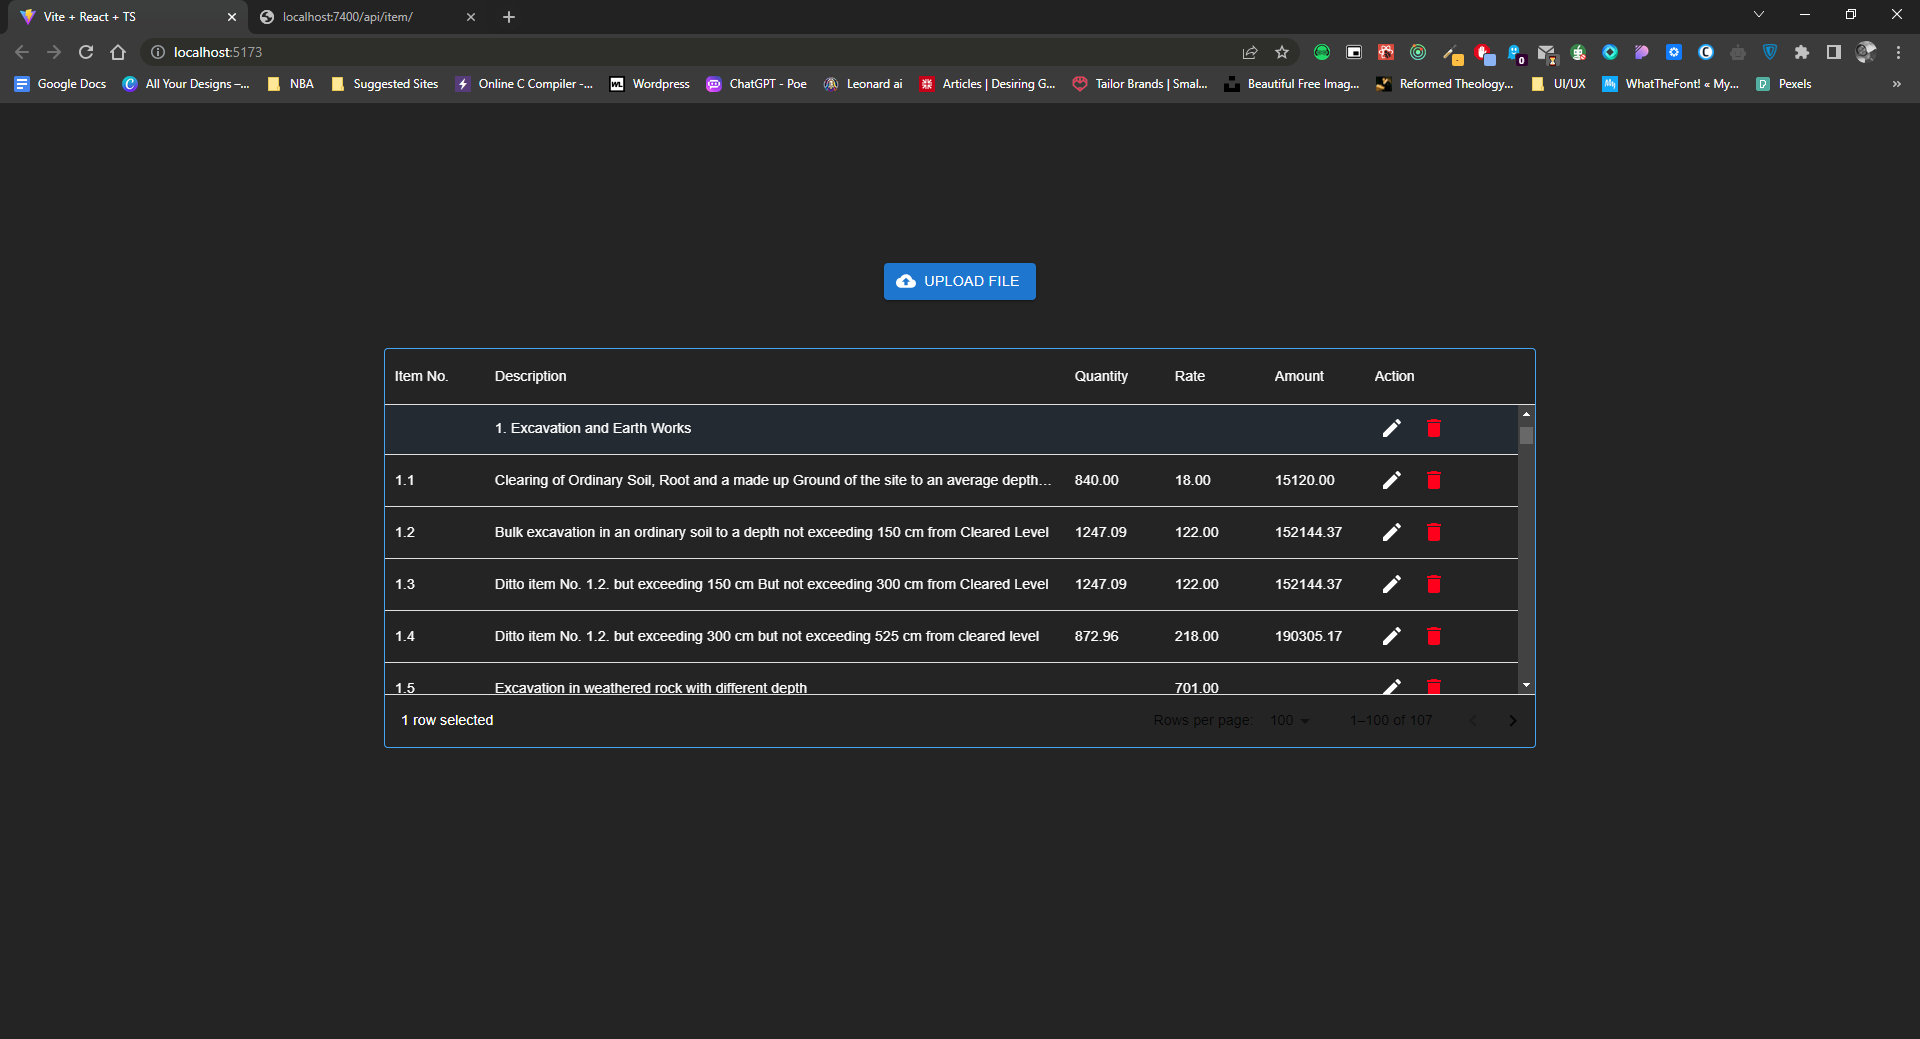 Vite + React + TS
localhost:7400/api/item/
localhost:5173
0
Google Docs
All Your Designs –...
NBA
Suggested Sites
Online C Compiler -...
Wordpress
ChatGPT - Poe
Leonard ai
Articles | Desiring G...
Tailor Brands | Smal...
Beautiful Free Imag...
Reformed Theology...
UI/UX
WhatTheFont! « My...
Pexels
UPLOAD FILE
Item No. Description Quantity Rate Amount Action
1. Excavation and Earth Works
1.1 Clearing of Ordinary Soil, Root and a made up Ground of the site to an average depth... 840.00 18.00 15120.00
1.2 Bulk excavation in an ordinary soil to a depth not exceeding 150 cm from Cleared Level 1247.09 122.00 152144.37
1.3 Ditto item No. 1.2. but exceeding 150 cm But not exceeding 300 cm from Cleared Level 1247.09 122.00 152144.37
1.4 Ditto item No. 1.2. but exceeding 300 cm but not exceeding 525 cm from cleared level 872.96 218.00 190305.17
1.5 Excavation in weathered rock with different depth 701.00
1 row selected Rows per page: 100 1–100 of 107